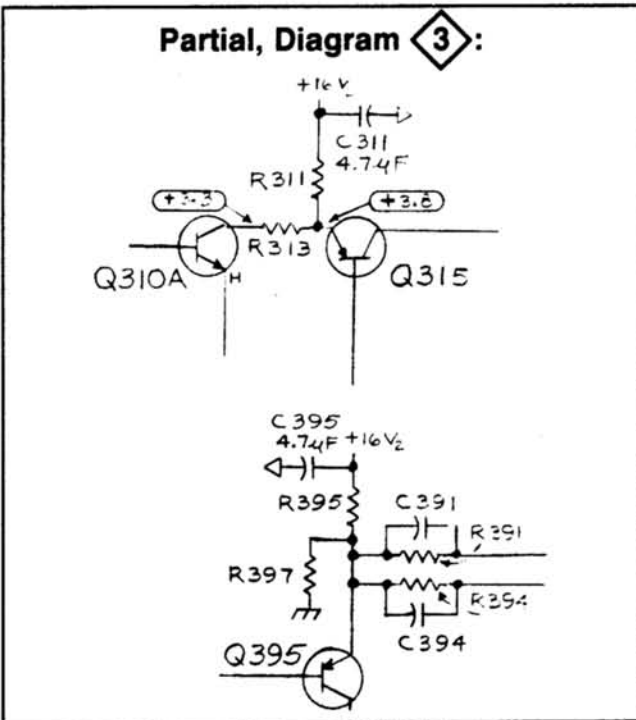 Partial, Diagram 3:
+16V
C311
4.7µF
R311
+3.3
+3.8
R313
Q310A
H
Q315
C395
4.7µF +16V2
R395
C391
R391
R397
R394
C394
Q395